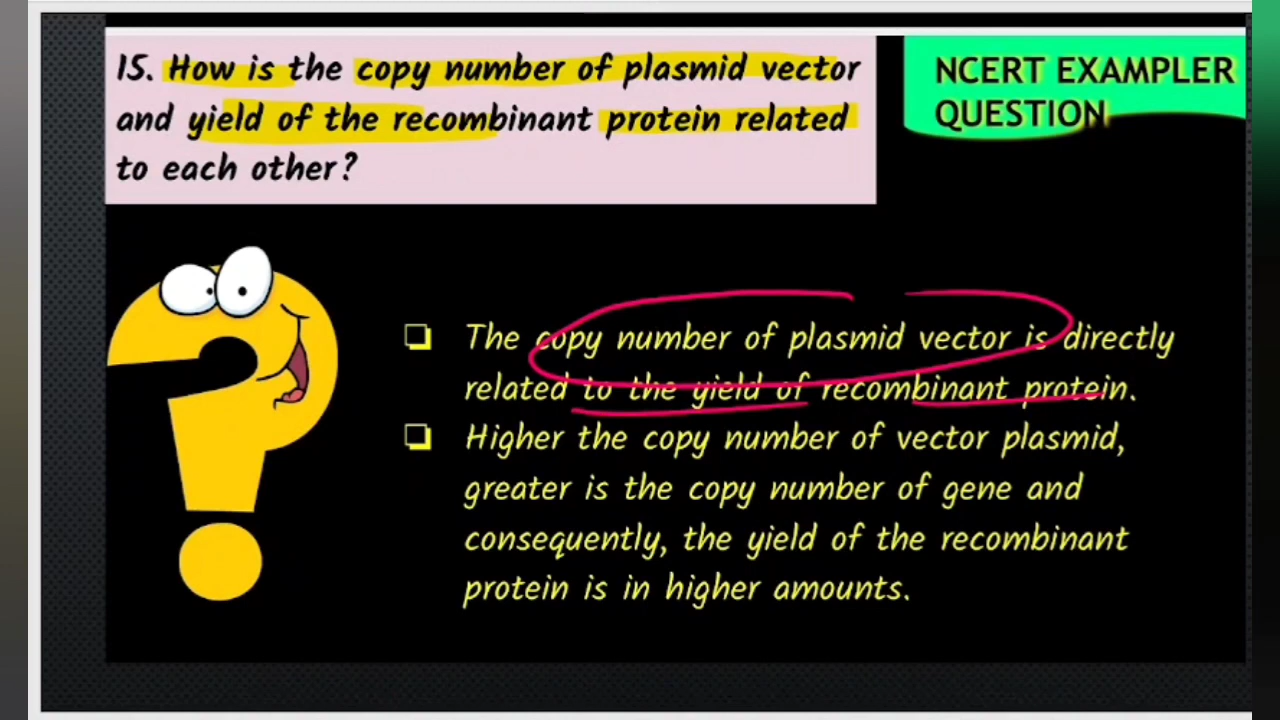 15. How is the copy number of plasmid vector
and yield of the recombinant protein related
to each other?
NCERT EXAMPLER
QUESTION
❑ The copy number of plasmid vector is directly
related to the yield of recombinant protein.
❑ Higher the copy number of vector plasmid,
greater is the copy number of gene and
consequently, the yield of the recombinant
protein is in higher amounts.